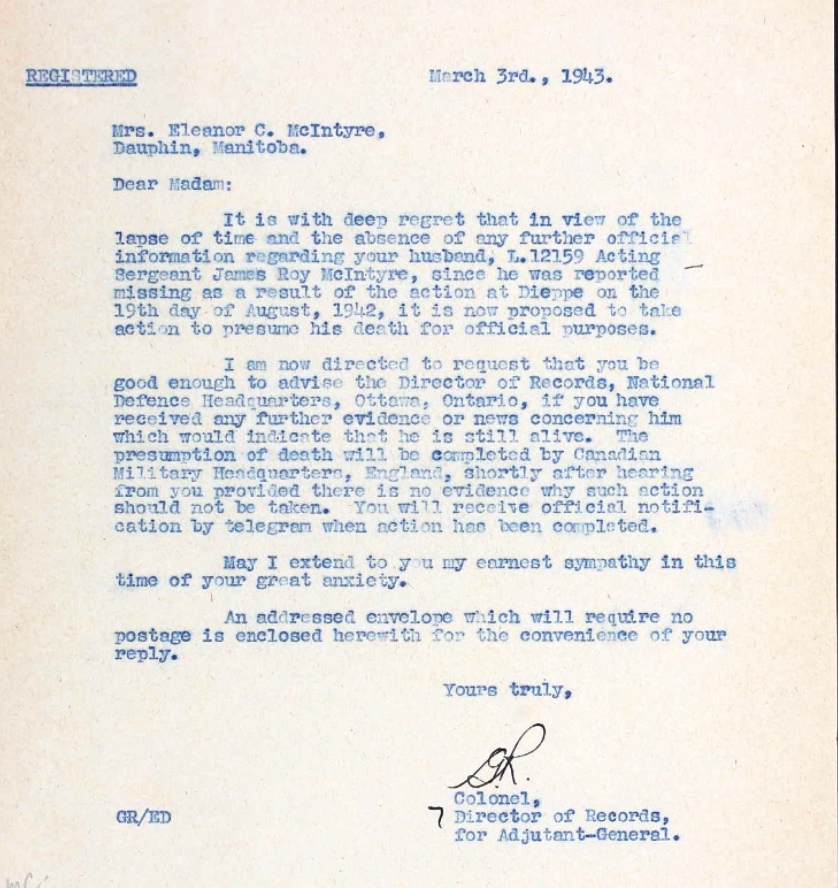 REGISTERED
March 3rd., 1943.
Mrs. Eleanor C. McIntyre,
Dauphin, Manitoba.
Dear Madam:
It is with deep regret that in view of the
lapse of time and the absence of any further official
information regarding your husband, L.12159 Acting
Sergeant James Roy McIntyre, since he was reported
missing as a result of the action at Dieppe on the
19th day of August, 1942, it is now proposed to take
action to presume his death for official purposes.
I am now directed to request that you be
good enough to advise the Director of Records, National
Defence Headquarters, Ottawa, Ontario, if you have
received any further evidence or news concerning him
which would indicate that he is still alive. The
presumption of death will be completed by Canadian
Military Headquarters, England, shortly after hearing
from you provided there is no evidence why such action
should not be taken. You will receive official notifi-
cation by telegram when action has been completed.
May I extend to you my earnest sympathy in this
time of your great anxiety.
An addressed envelope which will require no
postage is enclosed herewith for the convenience of your
reply.
Yours truly,
G.R.
Colonel,
Director of Records,
for Adjutant-General.
GR/ED